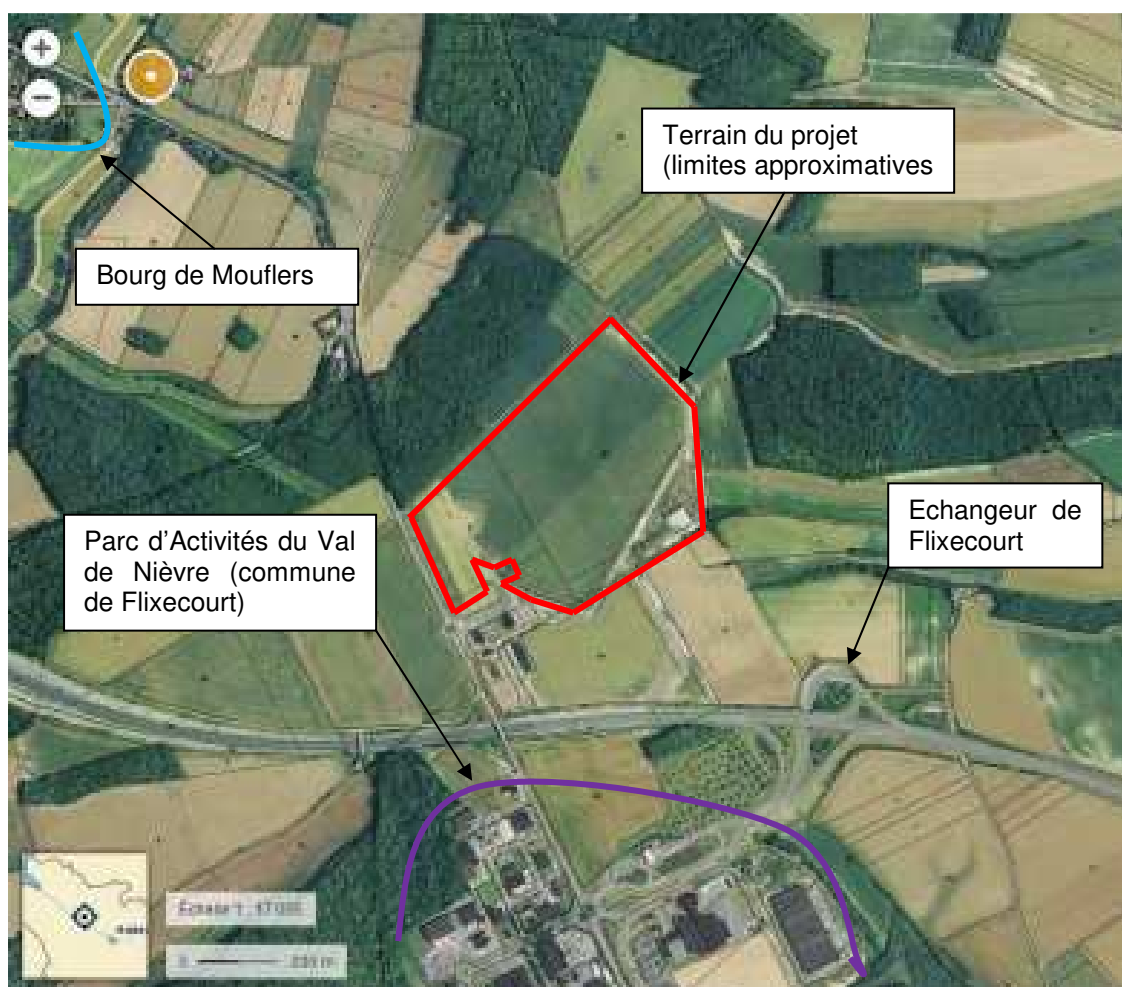 +
−
Terrain du projet
(limites approximatives
Bourg de Mouflers
Echangeur de
Flixecourt
Parc d'Activités du Val
de Nièvre (commune
de Flixecourt)
0